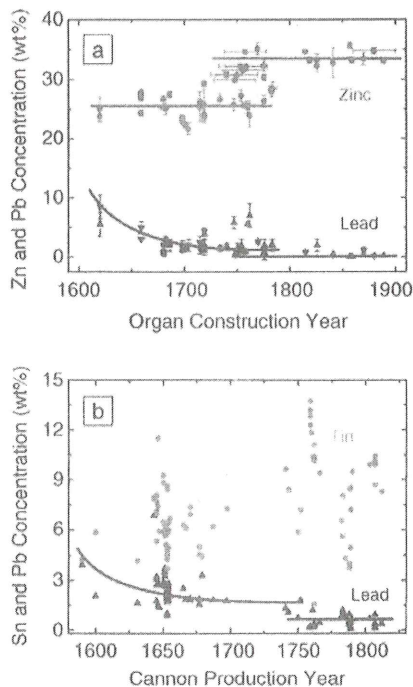 a
Zn and Pb Concentration (wt%)
40
30
20
10
0
Zinc
Lead
1600
1700
1800
1900
Organ Construction Year
b
Sn and Pb Concentration (wt%)
15
12
9
6
3
0
Tin
Lead
1600
1650
1700
1750
1800
Cannon Production Year